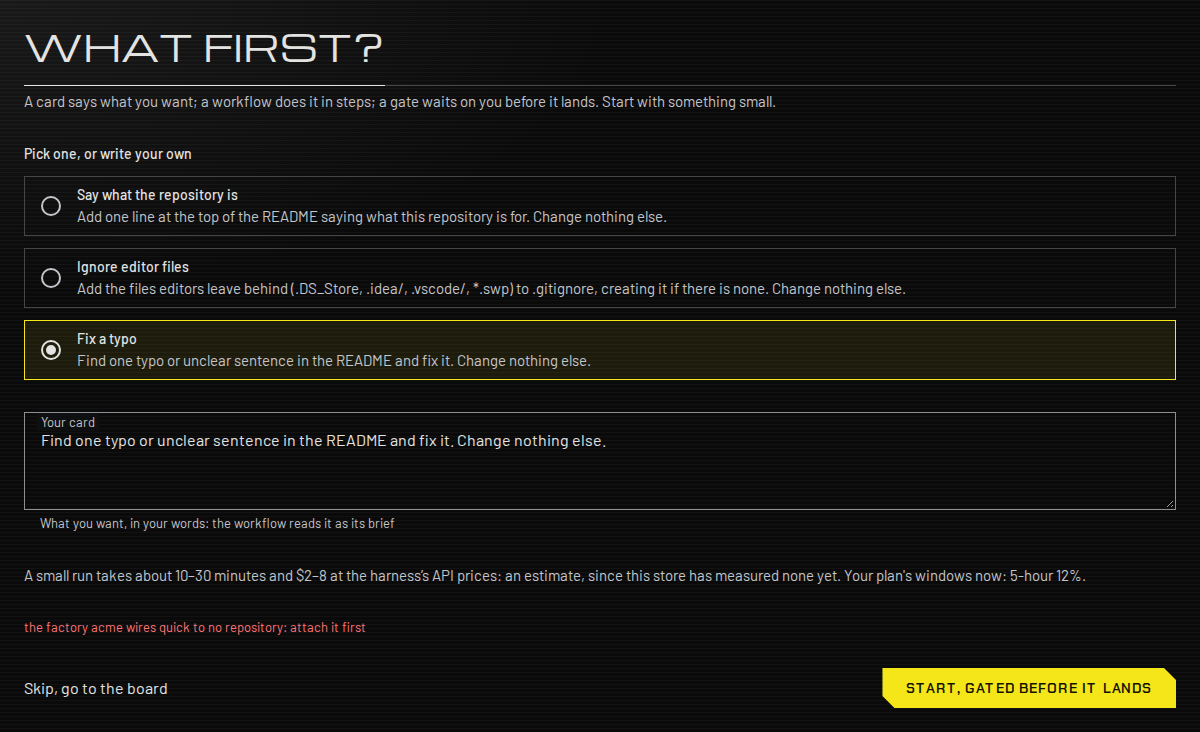 WHAT FIRST?
A card says what you want; a workflow does it in steps; a gate waits on you before it lands. Start with something small.
Pick one, or write your own
Say what the repository is
Add one line at the top of the README saying what this repository is for. Change nothing else.
Ignore editor files
Add the files editors leave behind (.DS_Store, .idea/, .vscode/, *.swp) to .gitignore, creating it if there is none. Change nothing else.
Fix a typo
Find one typo or unclear sentence in the README and fix it. Change nothing else.
Your card
Find one typo or unclear sentence in the README and fix it. Change nothing else.
What you want, in your words: the workflow reads it as its brief
A small run takes about 10–30 minutes and $2–8 at the harness's API prices: an estimate, since this store has measured none yet. Your plan's windows now: 5-hour 12%.
the factory acme wires quick to no repository: attach it first
Skip, go to the board
START, GATED BEFORE IT LANDS